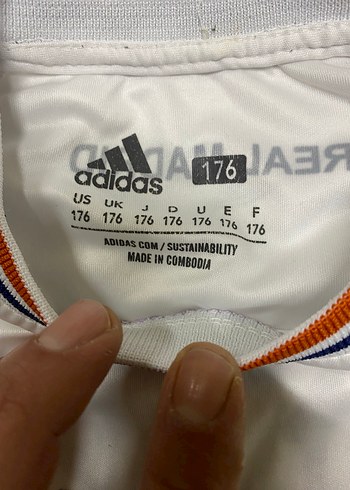 adidas
176
REAL MADRID
US UK J D U E F
176 176 176 176 176 176 176
ADIDAS.COM / SUSTAINABILITY
MADE IN COMBODIA